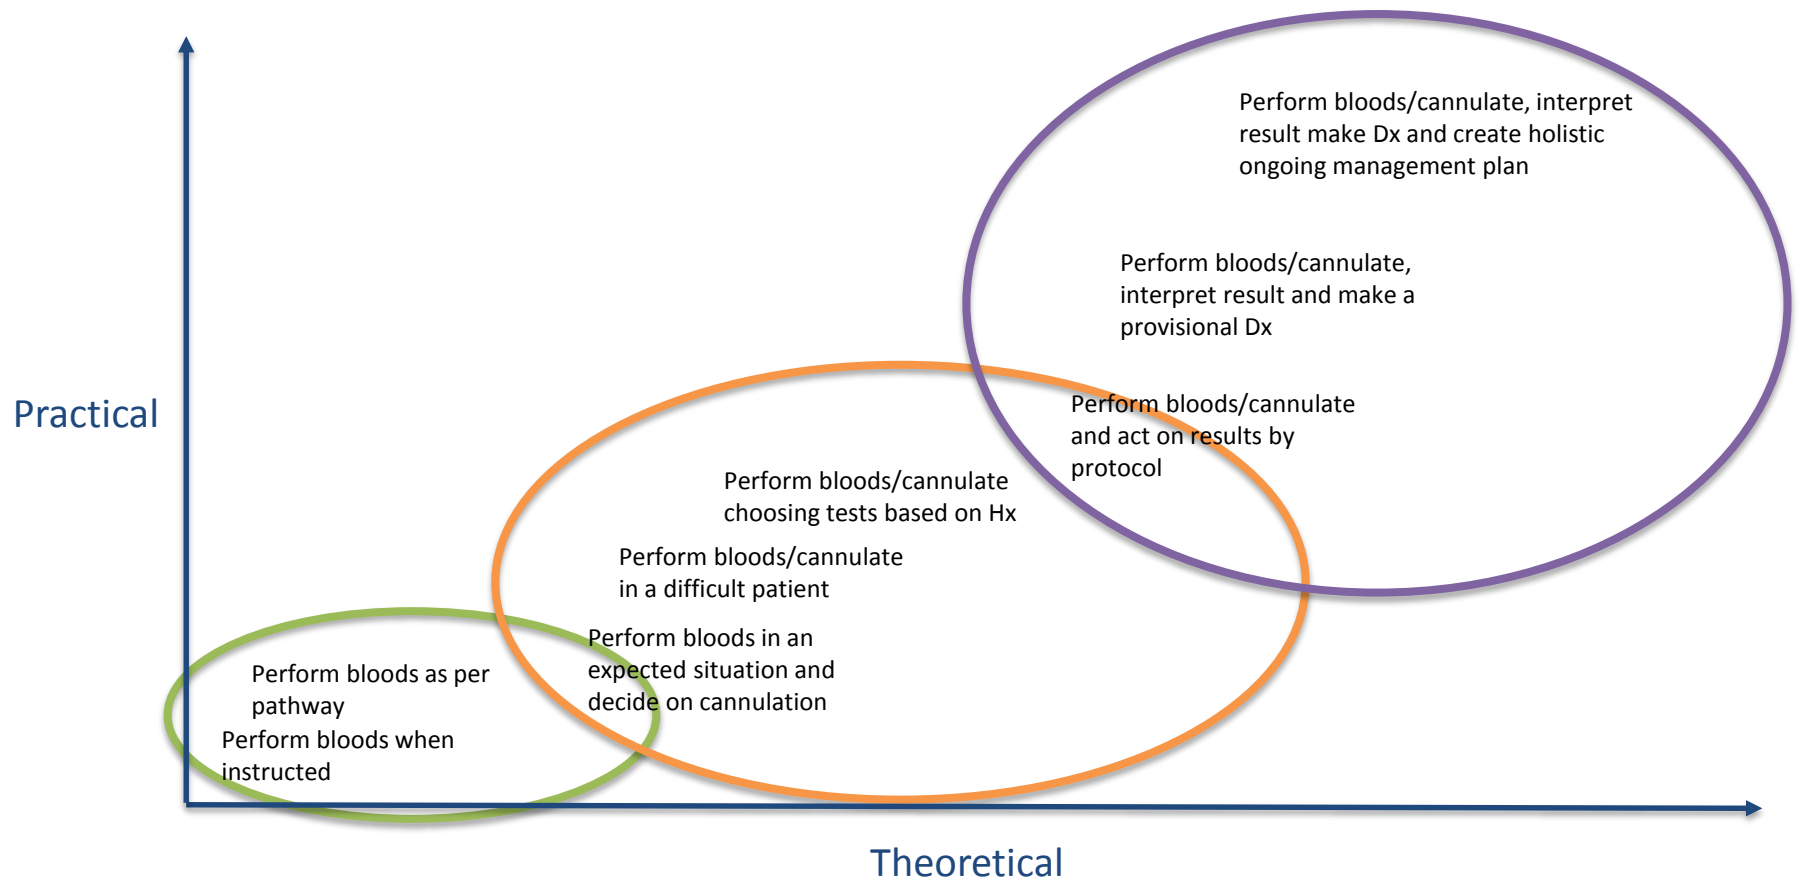 Perform bloods/cannulate, interpret
result make Dx and create holistic
ongoing management plan
Perform bloods/cannulate,
interpret result and make a
provisional Dx
Practical
Perform bloods/cannulate
and act on results by
protocol
Perform bloods/cannulate
choosing tests based on Hx
Perform bloods/cannulate
in a difficult patient
Perform bloods in an
expected situation and
decide on cannulation
Perform bloods as per
pathway
Perform bloods when
instructed
Theoretical